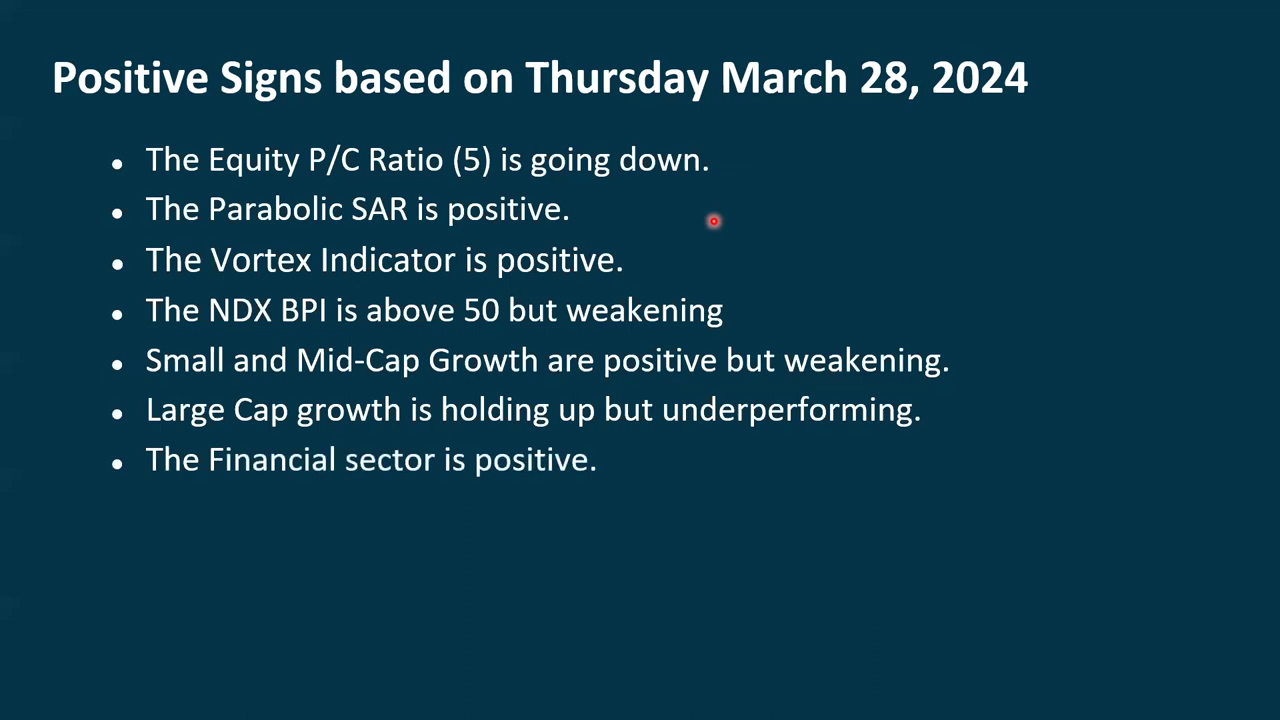 Positive Signs based on Thursday March 28, 2024
• The Equity P/C Ratio (5) is going down.
• The Parabolic SAR is positive.
• The Vortex Indicator is positive.
• The NDX BPI is above 50 but weakening
• Small and Mid-Cap Growth are positive but weakening.
• Large Cap growth is holding up but underperforming.
• The Financial sector is positive.